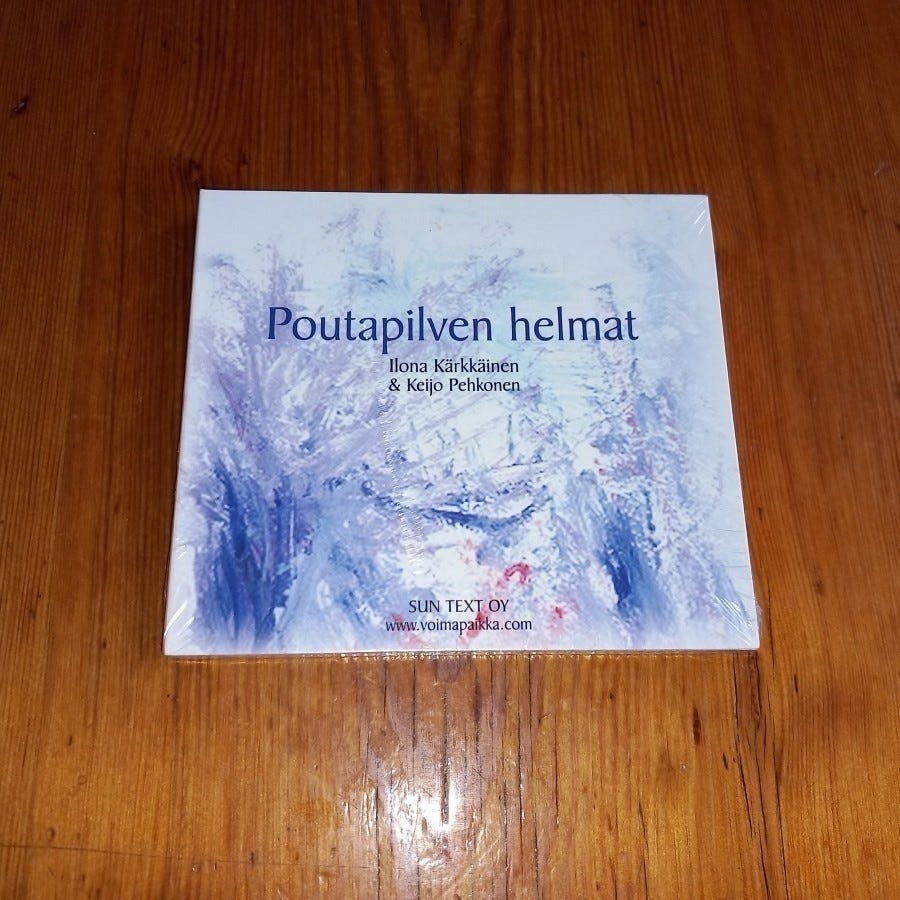 Poutapilven helmat
Ilona Kärkkäinen
& Keijo Pehkonen
SUN TEXT OY
www.voimapaikka.com